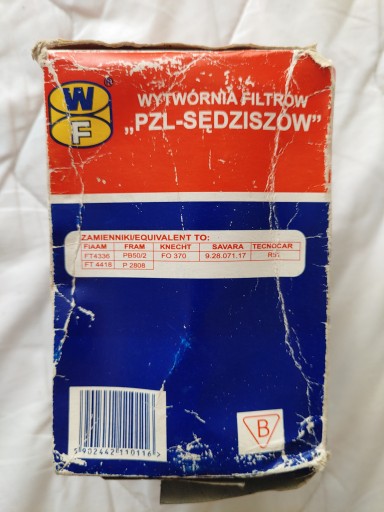 W
F
®
WYTWÓRNIA FILTRÓW
„PZL-SĘDZISZÓW”
ZAMIENNIKI/EQUIVALENT TO:
FIAAM FRAM KNECHT SAVARA TECNOCAR
FT4336 PB50/2 FO 370 9.28.071.17
FT 4418 P 2808
B
5902442110116